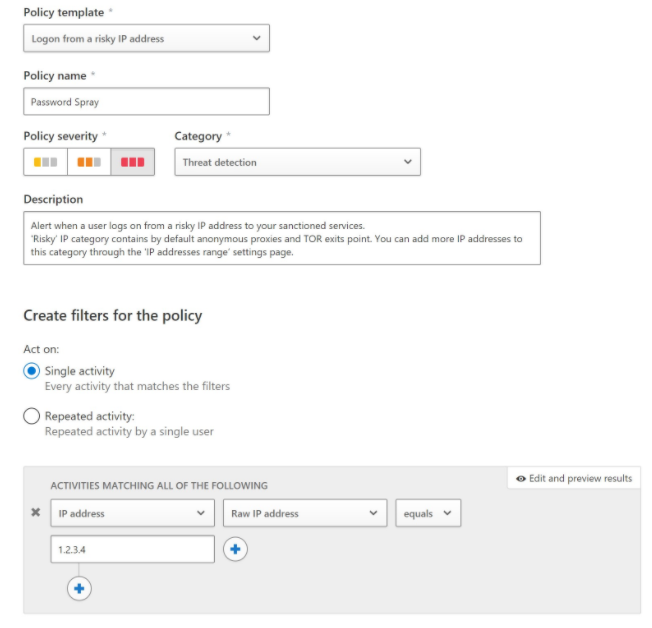 Policy template *
Logon from a risky IP address
Policy name *
Password Spray
Policy severity * Category *
Threat detection
Description
Alert when a user logs on from a risky IP address to your sanctioned services.
'Risky' IP category contains by default anonymous proxies and TOR exits point. You can add more IP addresses to
this category through the 'IP addresses range' settings page.
Create filters for the policy
Act on:
Single activity
Every activity that matches the filters
Repeated activity:
Repeated activity by a single user
ACTIVITIES MATCHING ALL OF THE FOLLOWING
Edit and preview results
IP address Raw IP address equals
1.2.3.4